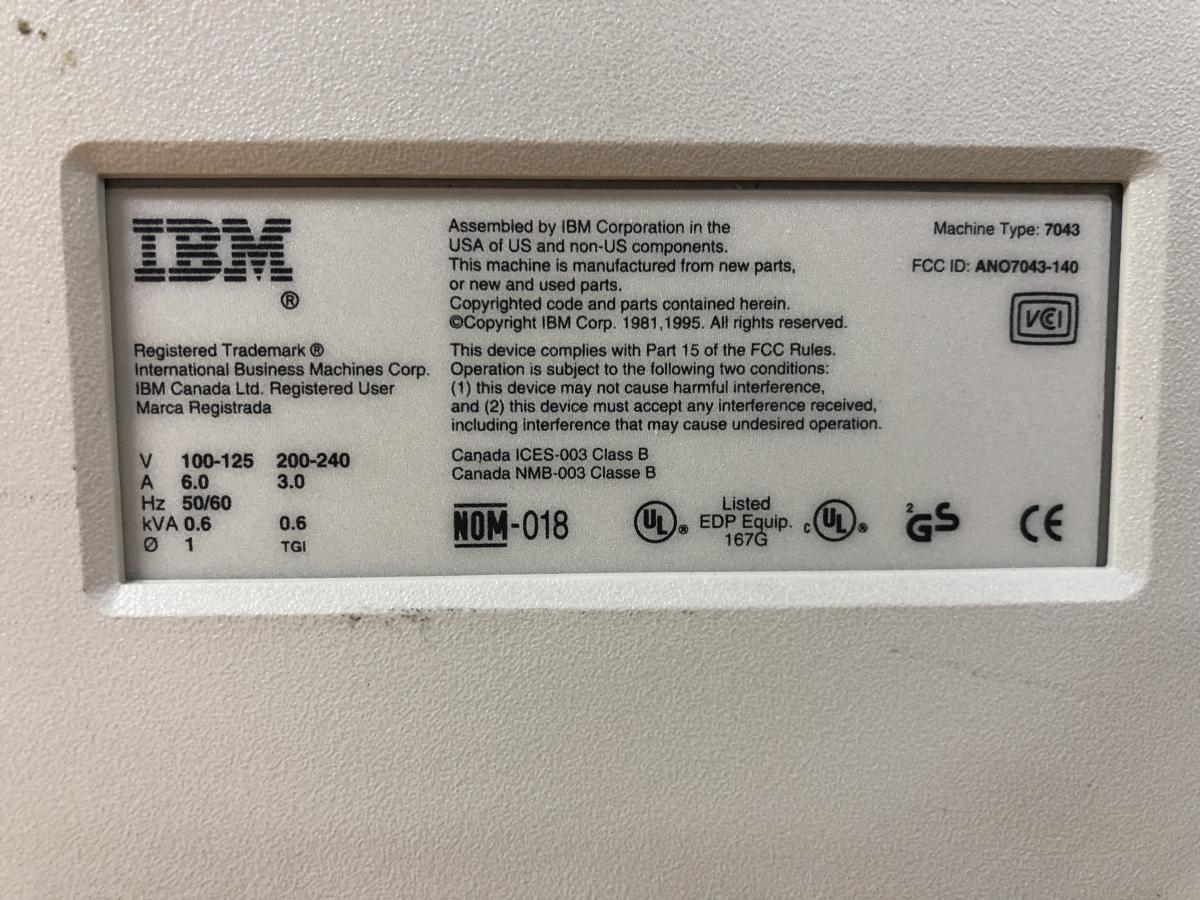 IBM
®
Registered Trademark ®
International Business Machines Corp.
IBM Canada Ltd. Registered User
Marca Registrada
V 100-125 200-240
A 6.0 3.0
Hz 50/60
kVA 0.6 0.6
Ø 1 TGI
Assembled by IBM Corporation in the
USA of US and non-US components.
This machine is manufactured from new parts,
or new and used parts.
Copyrighted code and parts contained herein.
©Copyright IBM Corp. 1981,1995. All rights reserved.
This device complies with Part 15 of the FCC Rules.
Operation is subject to the following two conditions:
(1) this device may not cause harmful interference,
and (2) this device must accept any interference received,
including interference that may cause undesired operation.
Canada ICES-003 Class B
Canada NMB-003 Classe B
NOM-018
UL®
Listed
EDP Equip.
167G
c UL®
2GS
CE
Machine Type: 7043
FCC ID: ANO7043-140
VCCI